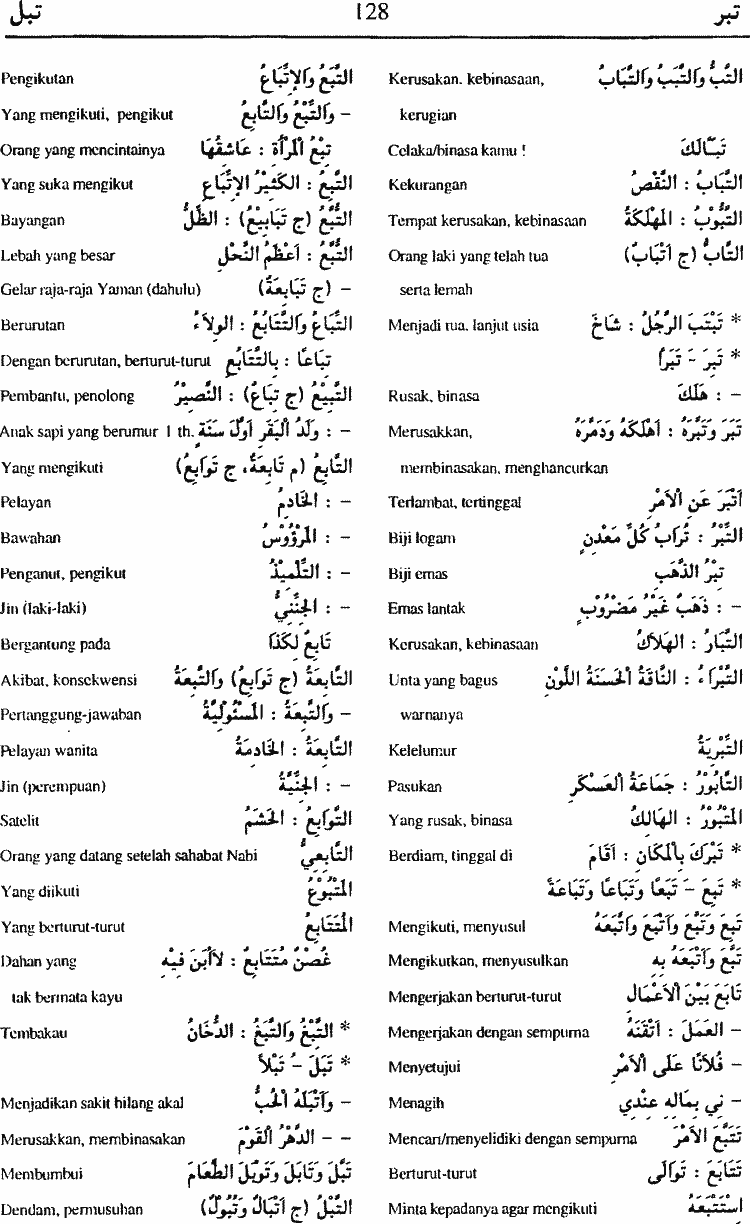 تبر 128 تبل
التَّبُّ وَالتَّبَبُ وَالتَّبَابُ Kerusakan. kebinasaan,
kerugian
تَبًّا لَكَ Celaka/binasa kamu !
التَّبَابُ : النَّقْصُ Kekurangan
التَّبُّوْبُ : المَهْلَكَةُ Tempat kerusakan, kebinasaan
التَّابُّ (ج اَتْبَابٌ) Orang laki yang telah tua
serta lemah
* تَبْتَبَ الرَّجُلُ : شَاخَ Menjadi tua. lanjut usia
* تَبِرَ - تَبَرًا
- : هَلَكَ Rusak, binasa
تَبَرَ وَتَبَّرَهُ : اَهْلَكَهُ وَدَمَّرَهُ Merusakkan,
membinasakan, menghancurkan
اَتْبَرَ عَنِ الْاَمْرِ Terlambat, tertinggal
التِّبْرُ : تُرَابُ كُلِّ مَعْدِنٍ Biji logam
تِبْرُ الذَّهَبِ Biji emas
- : ذَهَبٌ غَيْرُ مَضْرُوْبٍ Emas lantak
التَّبَارُ : الهَلَاكُ Kerusakan, kebinasaan
التَّبْرَاءُ : النَّاقَةُ الْحَسَنَةُ اللَّوْنِ Unta yang bagus
warnanya
التِّبْرِيَةُ Kelelumur
التَّابُوْرُ : جَمَاعَةُ الْعَسْكَرِ Pasukan
المَتْبُوْرُ : الهَالِكُ Yang rusak, binasa
* تَبْرَكَ بِالْمَكَانِ : اَقَامَ Berdiam, tinggal di
* تَبِعَ - تَبَعًا وَتَبَاعًا وَتَبَاعَةً
تَبِعَ وَتَبَّعَ وَاَتْبَعَ وَاتَّبَعَهُ Mengikuti, menyusul
تَبَّعَ وَاَتْبَعَهُ بِهِ Mengikutkan, menyusulkan
تَابَعَ بَيْنَ الْاَعْمَالِ Mengerjakan berturut-turut
- العَمَلَ : اَتْقَنَهُ Mengerjakan dengan sempurna
- فُلَانًا عَلَى الْاَمْرِ Menyetujui
- نِي بِمَالِهِ عِنْدِي Menagih
تَتَبَّعَ الْاَمْرَ Mencari/menyelidiki dengan sempurna
تَتَابَعَ : تَوَالَى Berturut-turut
اسْتَتْبَعَهُ Minta kepadanya agar mengikuti
التَّبَعُ وَالإِتْبَاعُ Pengikutan
- وَالتِّبْعُ وَالتَّابِعُ Yang mengikuti, pengikut
تِبْعُ الْمَرْأَةِ : عَاشِقُهَا Orang yang mencintainya
التَّبِعُ : الكَثِيْرُ الإِتْبَاعِ Yang suka mengikut
التُّبَّعُ (ج تَبَابِيْعُ) : الظِّلُّ Bayangan
التُّبَّعُ : اَعْظَمُ النَّحْلِ Lebah yang besar
- (ج تَبَابِعَةٌ) Gelar raja-raja Yaman (dahulu)
التِّبَاعُ وَالتَّتَابُعُ : الوِلَاءُ Berurutan
تِبَاعًا : بِالتَّتَابُعِ Dengan berurutan, berturut-turut
التَّبِيْعُ (ج تِبَاعٌ) : النَّصِيْرُ Pembantu, penolong
- : وَلَدُ الْبَقَرِ اَوَّلَ سَنَةٍ Anak sapi yang berumur 1 th.
التَّابِعُ (م تَابِعَةٌ، ج تَوَابِعُ) Yang mengikuti
- : الخَادِمُ Pelayan
- : المَرْؤُوْسُ Bawahan
- : التِّلْمِيْذُ Penganut, pengikut
- : الجِنِّيُّ Jin (laki-laki)
تَابِعٌ لِكَذَا Bergantung pada
التَّابِعَةُ (ج تَوَابِعُ) وَالتَّبِعَةُ Akibat, konsekwensi
- وَالتَّبِعَةُ : المَسْئُوْلِيَّةُ Pertanggung-jawaban
التَّابِعَةُ : الخَادِمَةُ Pelayan wanita
- : الجِنِّيَّةُ Jin (perempuan)
التَّوَابِعُ : الحَشَمُ Satelit
التَّابِعِيُّ Orang yang datang setelah sahabat Nabi
المَتْبُوْعُ Yang diikuti
المُتَتَابِعُ Yang berturut-turut
غُصْنٌ مُتَتَابِعٌ : لَا اُبَنَ فِيْهِ Dahan yang
tak bermata kayu
* التَّبْغُ وَالتِّبْغُ : الدُّخَانُ Tembakau
* تَبَلَ - تَبْلًا
- وَاَتْبَلَهُ الْحُبُّ Menjadikan sakit hilang akal
- - الدَّهْرُ الْقَوْمَ Merusakkan, membinasakan
تَبَّلَ وَتَابَلَ وَتَوْبَلَ الطَّعَامَ Membumbui
التَّبْلُ (ج اَتْبَالٌ وَتُبُوْلٌ) Dendam, permusuhan